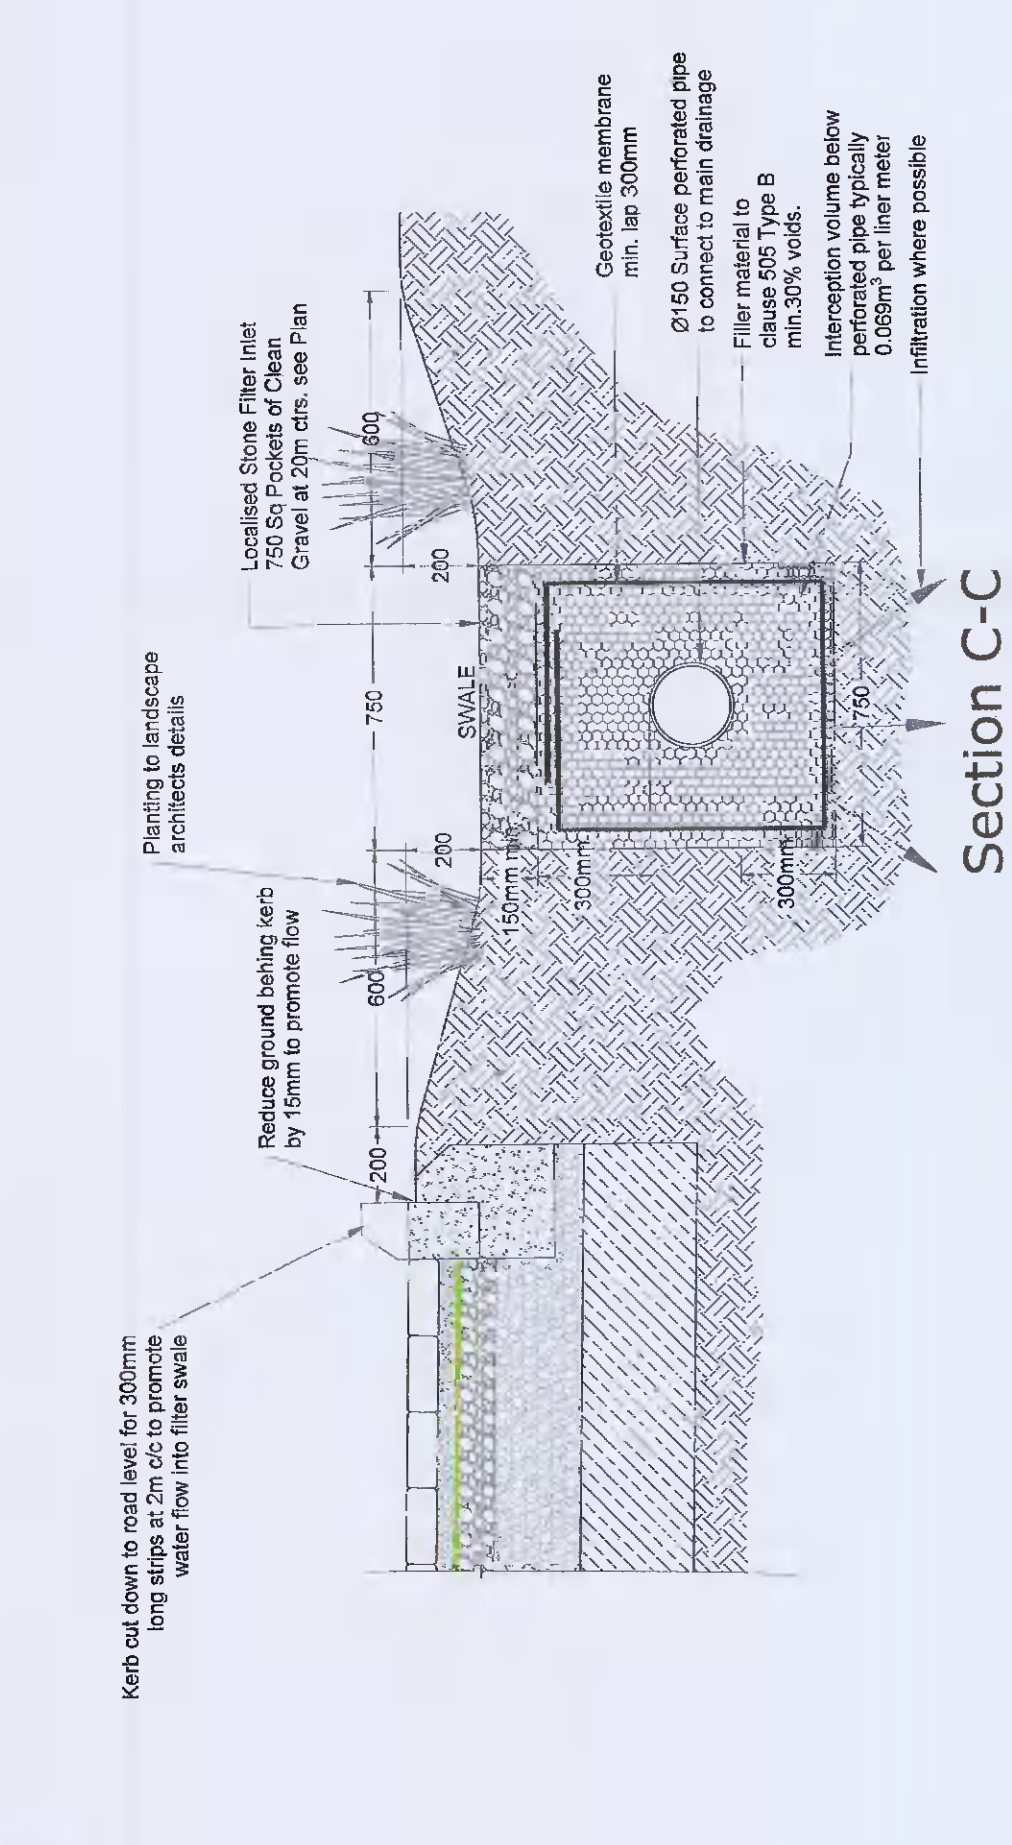 Kerb cut down to road level for 300mm
long strips at 2m c/c to promote
water flow into filter swale
Reduce ground behing kerb
by 15mm to promote flow
Planting to landscape
architects details
Localised Stone Filter Inlet
750 Sq Pockets of Clean
Gravel at 20m ctrs. see Plan
200
600
750
600
200
200
SWALE
150mm min
300mm
300mm
750
Geotextile membrane
min. lap 300mm
Ø150 Surface perforated pipe
to connect to main drainage
Filler material to
clause 505 Type B
min.30% voids.
Interception volume below
perforated pipe typically
0.069m³ per liner meter
Infiltration where possible
Section C-C